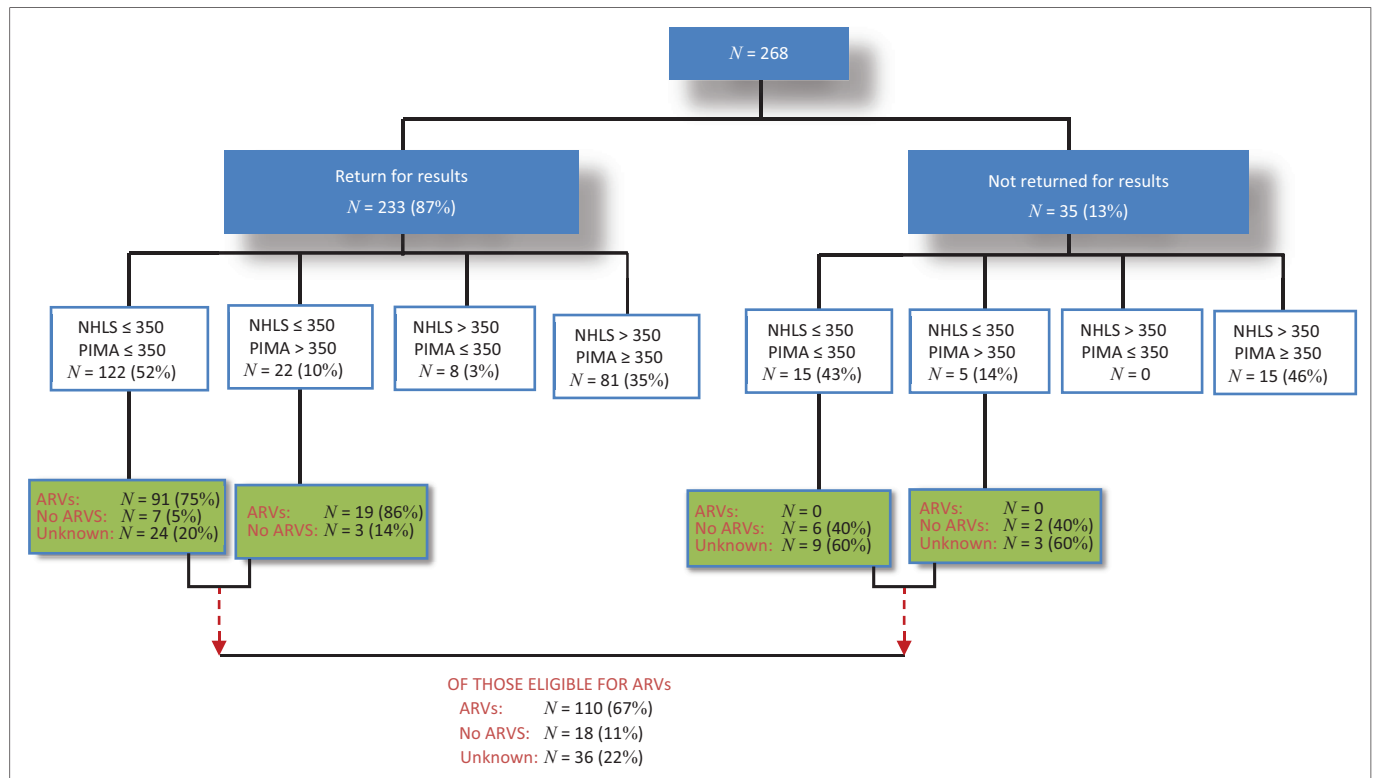 N = 268
Return for results
N = 233 (87%)
Not returned for results
N = 35 (13%)
NHLS ≤ 350
PIMA ≤ 350
N = 122 (52%)
NHLS ≤ 350
PIMA > 350
N = 22 (10%)
NHLS > 350
PIMA ≤ 350
N = 8 (3%)
NHLS > 350
PIMA ≥ 350
N = 81 (35%)
NHLS ≤ 350
PIMA ≤ 350
N = 15 (43%)
NHLS ≤ 350
PIMA > 350
N = 5 (14%)
NHLS > 350
PIMA ≤ 350
N = 0
NHLS > 350
PIMA ≥ 350
N = 15 (46%)
ARVs: N = 91 (75%)
No ARVS: N = 7 (5%)
Unknown: N = 24 (20%)
ARVs: N = 19 (86%)
No ARVS: N = 3 (14%)
ARVs: N = 0
No ARVs: N = 6 (40%)
Unknown: N = 9 (60%)
ARVs: N = 0
No ARVs: N = 2 (40%)
Unknown: N = 3 (60%)
OF THOSE ELIGIBLE FOR ARVs
ARVs: N = 110 (67%)
No ARVS: N = 18 (11%)
Unknown: N = 36 (22%)